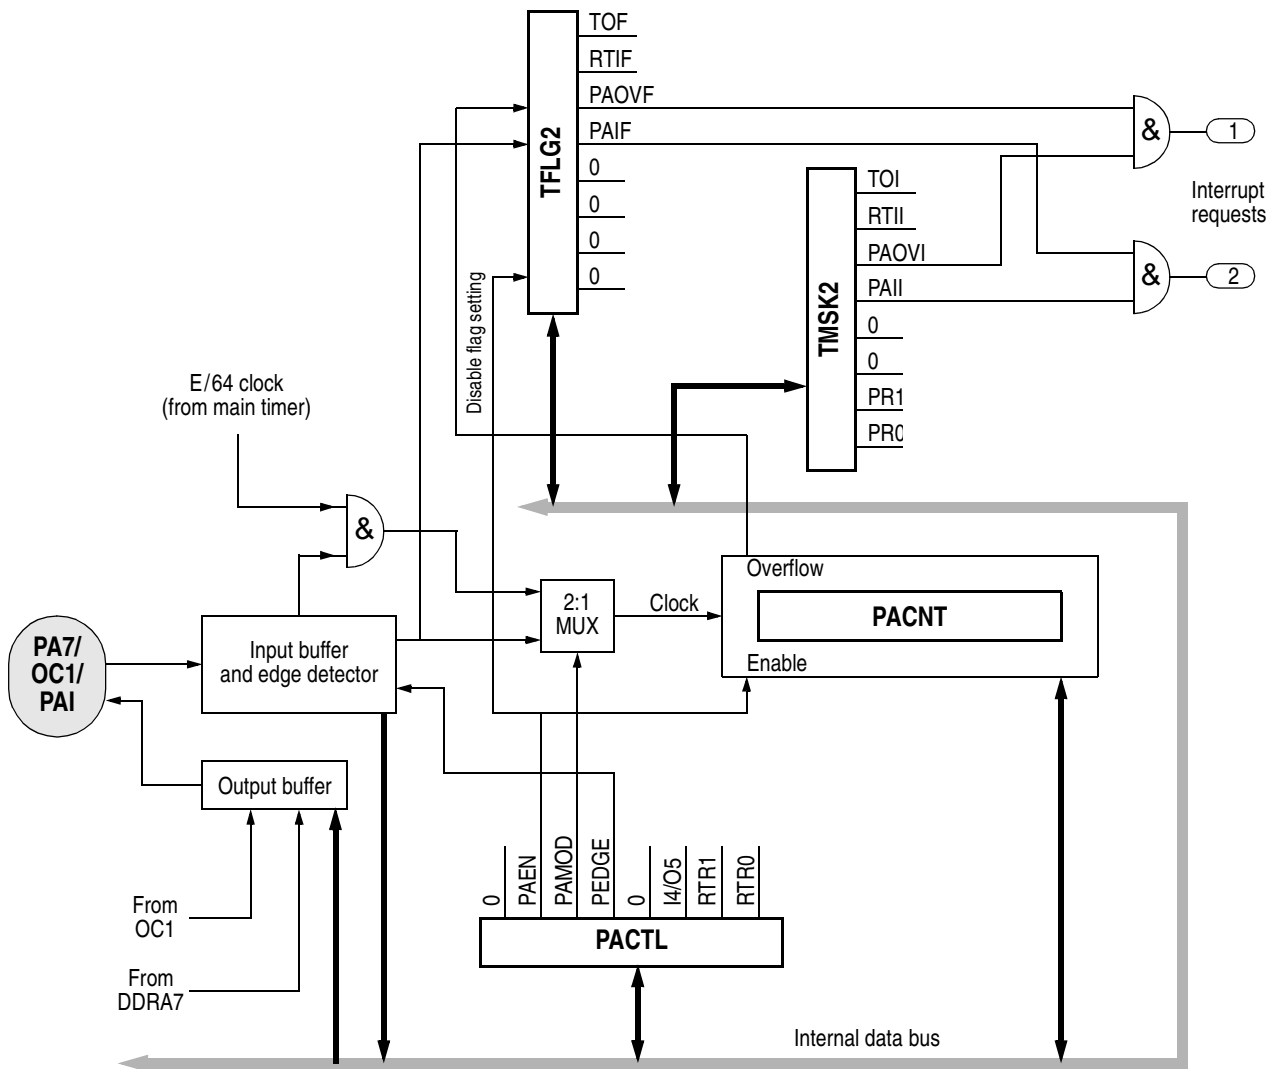 TOF
RTIF
PAOVF
PAIF
0
0
0
0
TFLG2
&
1
Interrupt
requests
&
2
TOI
RTII
PAOVI
PAII
0
0
PR1
PR0
TMSK2
Disable flag setting
E/64 clock
(from main timer)
&
2:1
MUX
Clock
Overflow
PACNT
Enable
PA7/
OC1/
PAI
Input buffer
and edge detector
Output buffer
From
OC1
From
DDRA7
0
PAEN
PAMOD
PEDGE
0
I4/O5
RTR1
RTR0
PACTL
Internal data bus